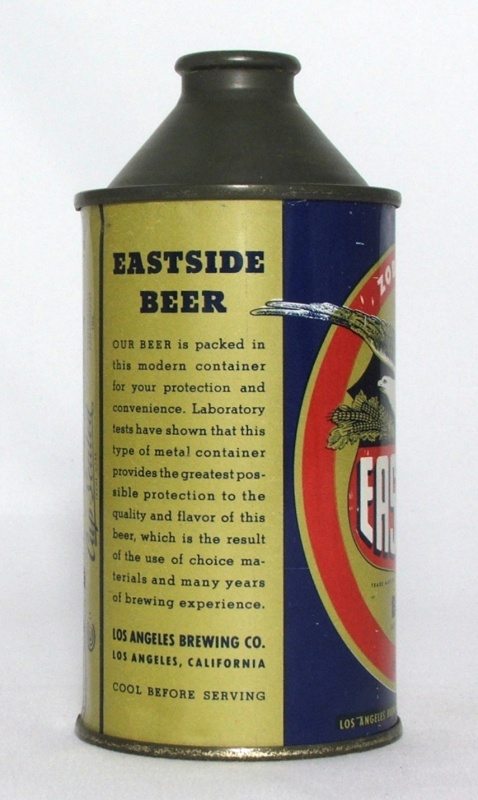 EASTSIDE
BEER
OUR BEER is packed in
this modern container
for your protection and
convenience. Laboratory
tests have shown that this
type of metal container
provides the greatest pos-
sible protection to the
quality and flavor of this
beer, which is the result
of the use of choice ma-
terials and many years
of brewing experience.
LOS ANGELES BREWING CO.
LOS ANGELES, CALIFORNIA
COOL BEFORE SERVING
ZOB
EAS
TRADE
LOS ANGELES